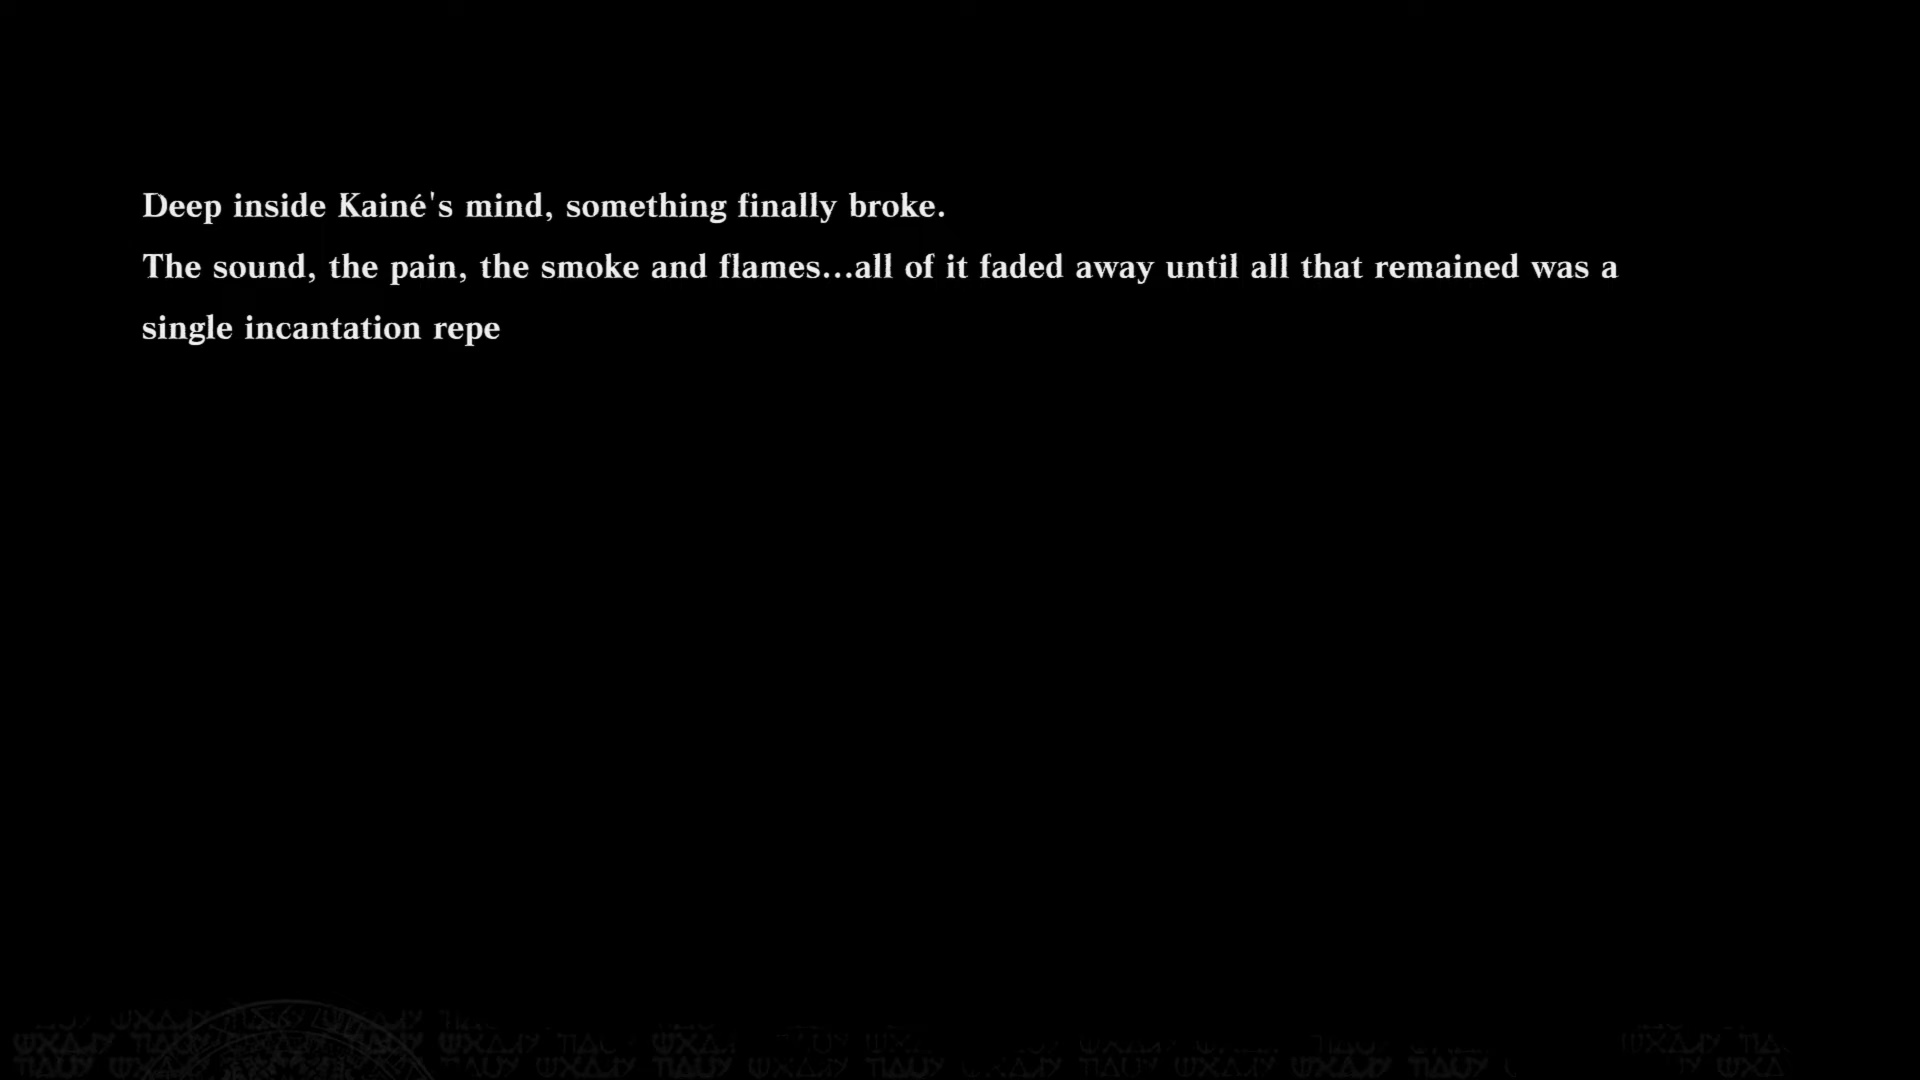 Deep inside Kainé's mind, something finally broke.
The sound, the pain, the smoke and flames...all of it faded away until all that remained was a
single incantation repe